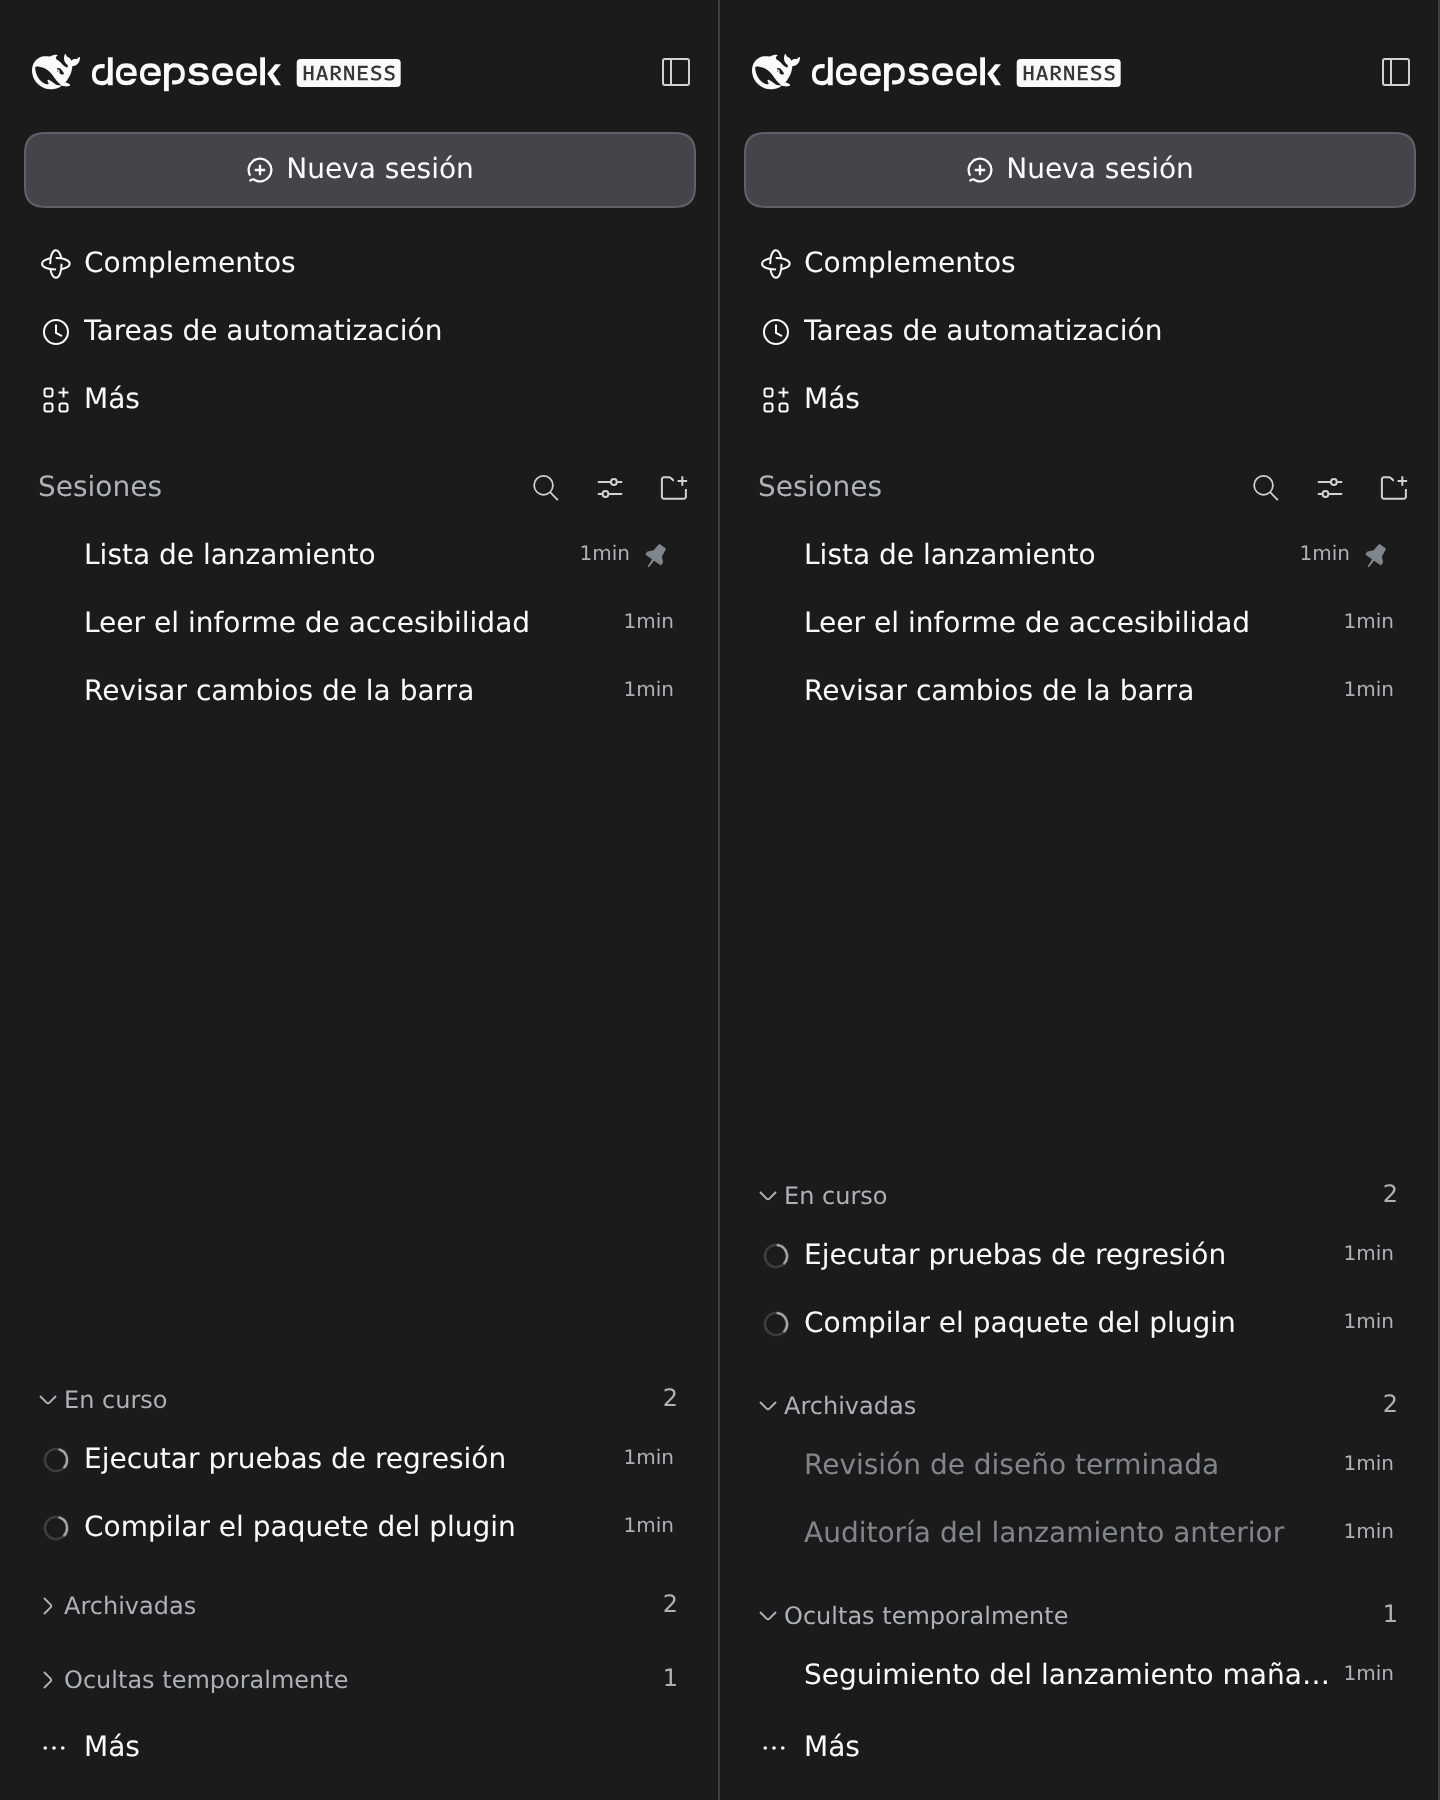 deepseek HARNESS
Nueva sesión
Complementos
Tareas de automatización
Más
Sesiones
Lista de lanzamiento 1min
Leer el informe de accesibilidad 1min
Revisar cambios de la barra 1min
En curso 2
Ejecutar pruebas de regresión 1min
Compilar el paquete del plugin 1min
Archivadas 2
Ocultas temporalmente 1
Más
deepseek HARNESS
Nueva sesión
Complementos
Tareas de automatización
Más
Sesiones
Lista de lanzamiento 1min
Leer el informe de accesibilidad 1min
Revisar cambios de la barra 1min
En curso 2
Ejecutar pruebas de regresión 1min
Compilar el paquete del plugin 1min
Archivadas 2
Revisión de diseño terminada 1min
Auditoría del lanzamiento anterior 1min
Ocultas temporalmente 1
Seguimiento del lanzamiento maña... 1min
Más